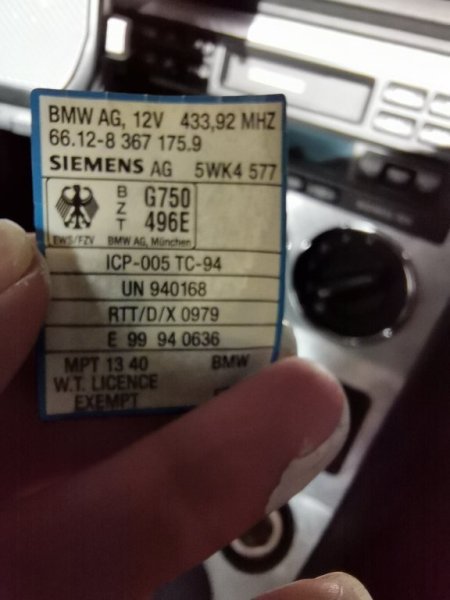 BMW AG, 12V 433,92 MHZ
66.12-8 367 175.9
SIEMENS AG 5WK4 577
BZT G750 496E
EWS/FZV BMW AG, München
ICP-005 TC-94
UN 940168
RTT/D/X 0979
E 99 94 0636
MPT 13 40 BMW
W.T. LICENCE
EXEMPT